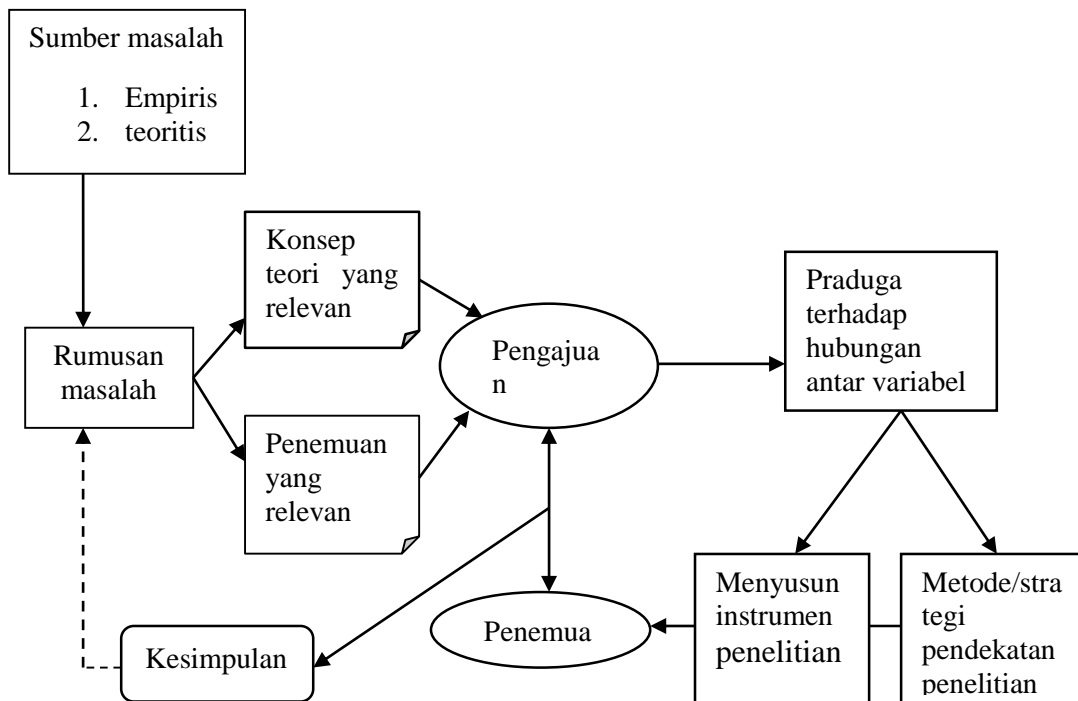 Sumber masalah
1. Empiris
2. teoritis
Konsep
teori yang
relevan
Praduga
terhadap
hubungan
antar variabel
Pengajua
n
Rumusan
masalah
Penemuan
yang
relevan
Menyusun
instrumen
penelitian
Metode/stra
tegi
pendekatan
penelitian
Penemua
Kesimpulan